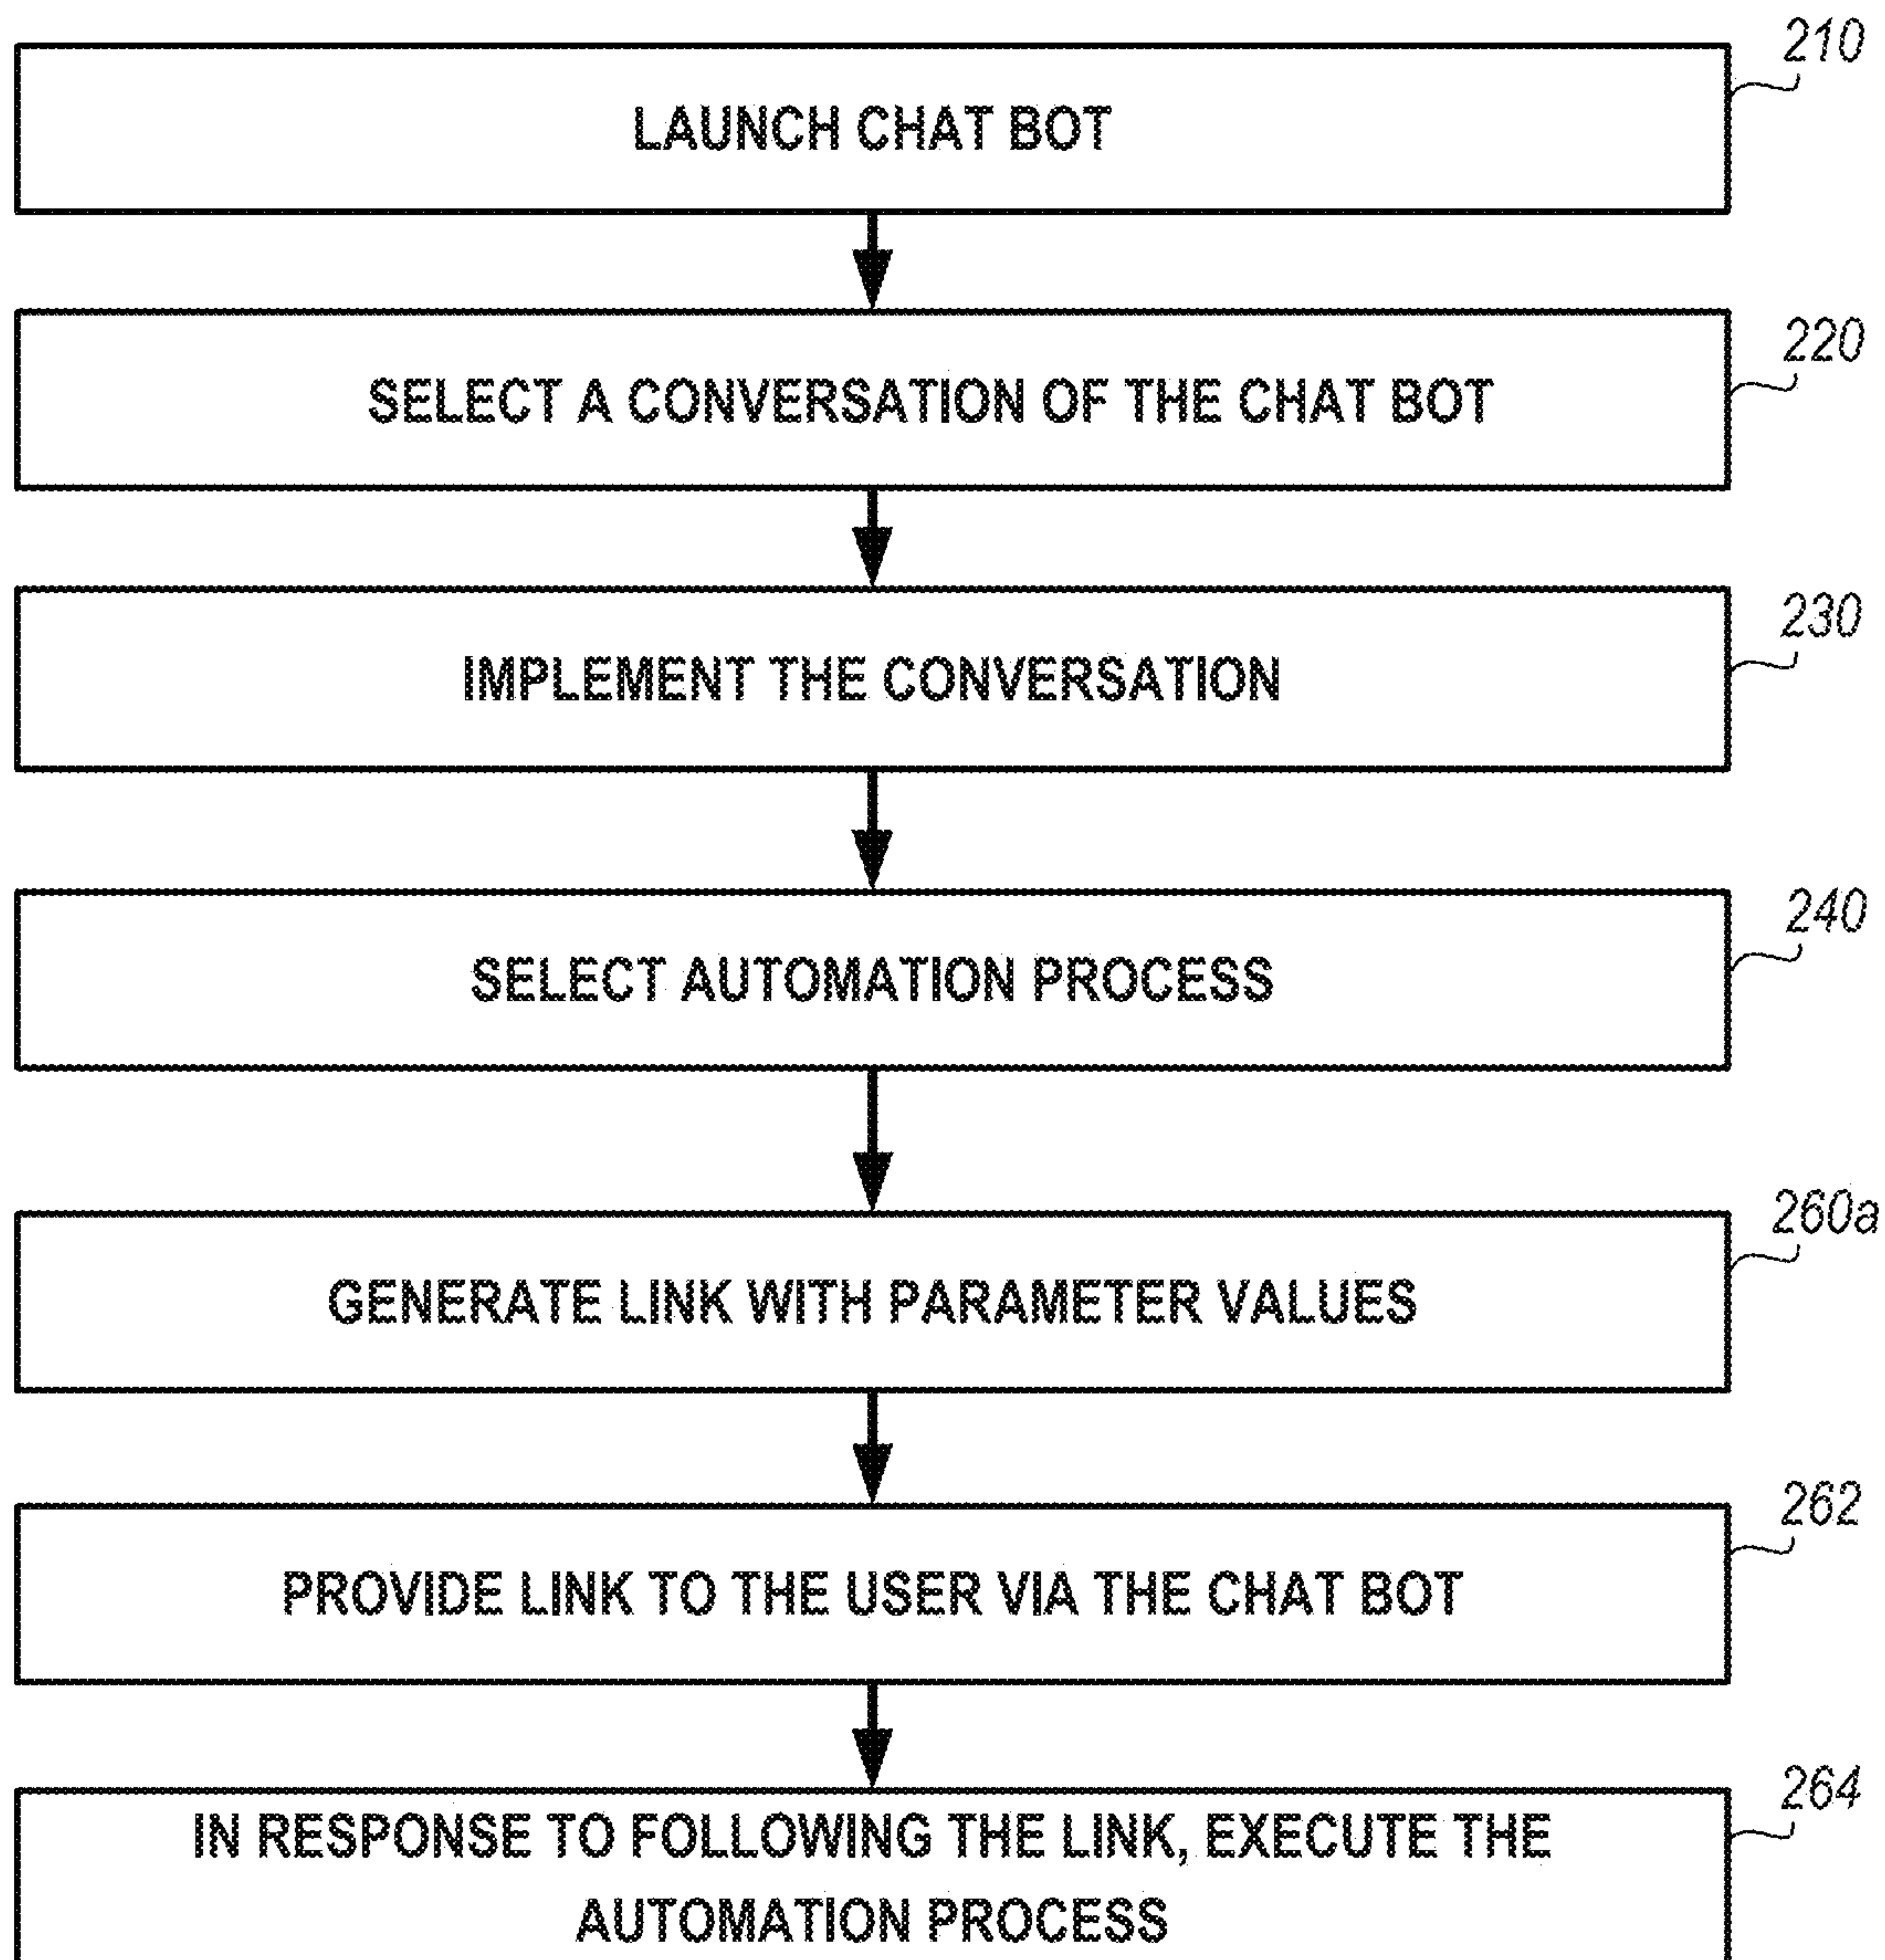 210
LAUNCH CHAT BOT
220
SELECT A CONVERSATION OF THE CHAT BOT
230
IMPLEMENT THE CONVERSATION
240
SELECT AUTOMATION PROCESS
260a
GENERATE LINK WITH PARAMETER VALUES
262
PROVIDE LINK TO THE USER VIA THE CHAT BOT
264
IN RESPONSE TO FOLLOWING THE LINK, EXECUTE THE
AUTOMATION PROCESS